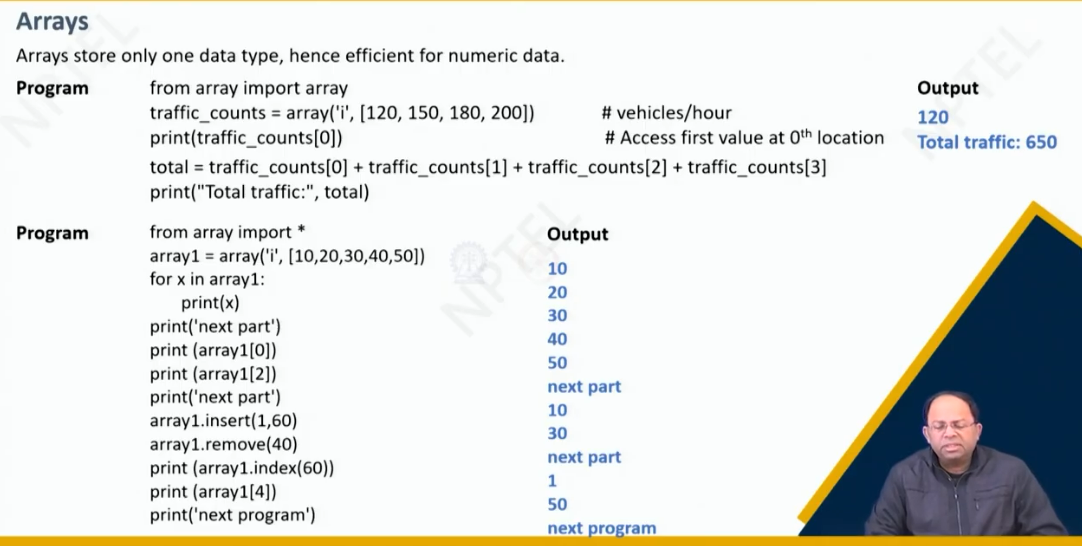 Arrays
Arrays store only one data type, hence efficient for numeric data.
Program
from array import array
traffic_counts = array('i', [120, 150, 180, 200]) # vehicles/hour
print(traffic_counts[0]) # Access first value at 0th location
total = traffic_counts[0] + traffic_counts[1] + traffic_counts[2] + traffic_counts[3]
print("Total traffic:", total)
Output
120
Total traffic: 650
Program
from array import *
array1 = array('i', [10,20,30,40,50])
for x in array1:
print(x)
print('next part')
print (array1[0])
print (array1[2])
print('next part')
array1.insert(1,60)
array1.remove(40)
print (array1.index(60))
print (array1[4])
print('next program')
Output
10
20
30
40
50
next part
10
30
next part
1
50
next program
NPTEL
NPTEL
NPTEL